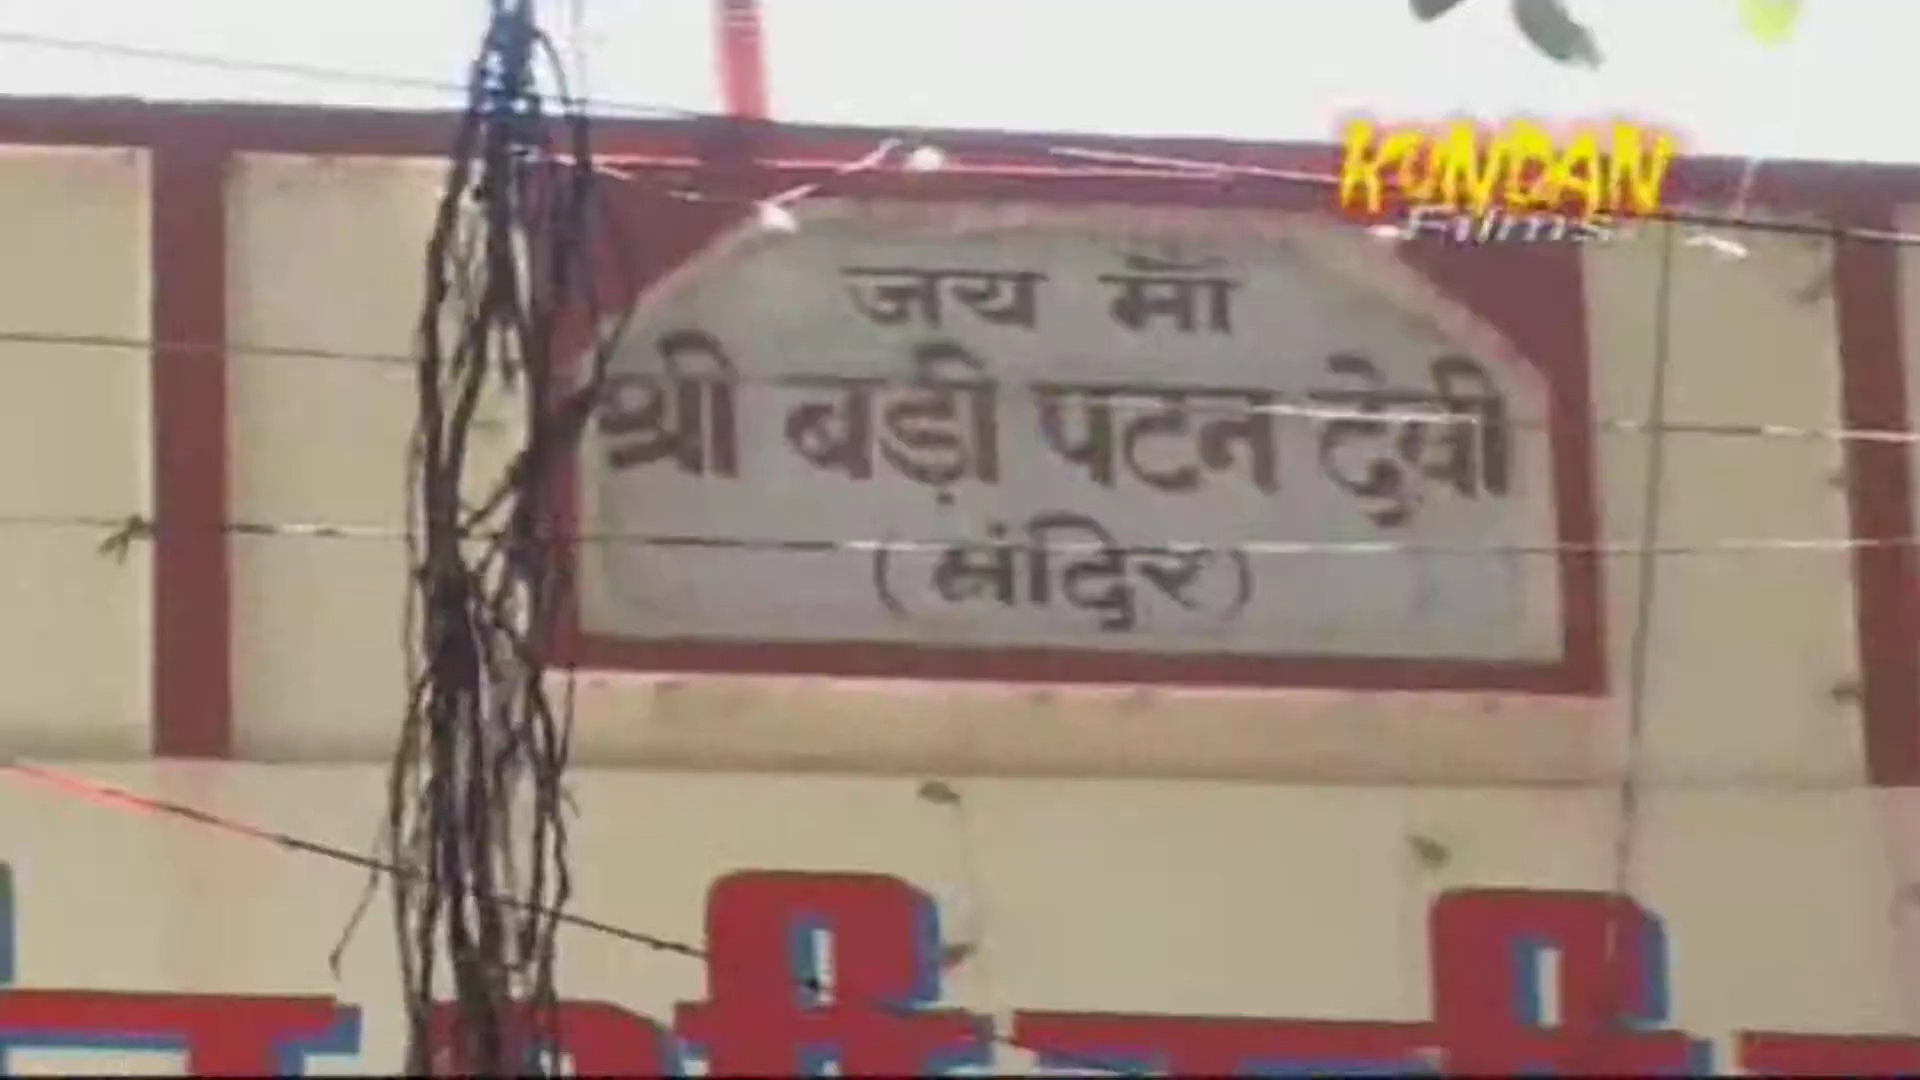 KUNDAN
Films
जय माँ
श्री बड़ी पटन देवी
(मंदिर)